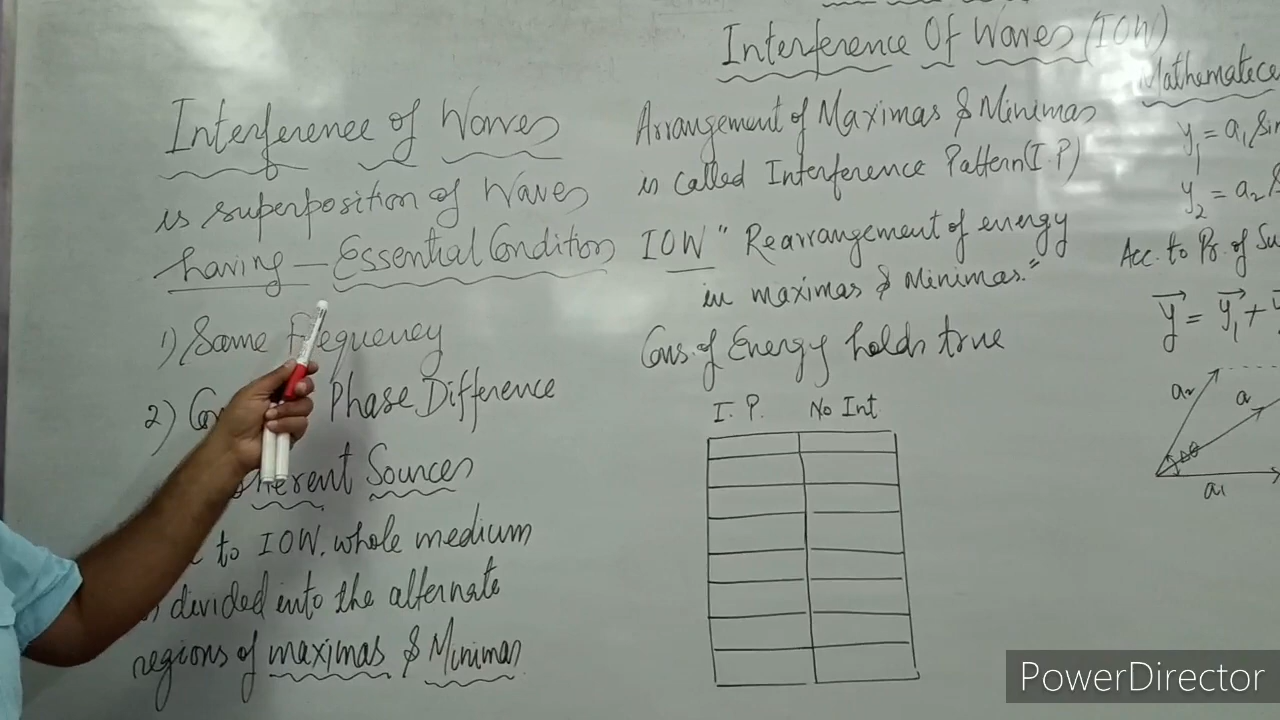 Interference of Waves
is superposition of Waves
having — Essential Condition
1) Same Frequency
2) Phase Difference
Sources
to IOW, whole medium
divided into the alternate
regions of maximas & Minimas
Interference Of Waves (IOW)
Arrangement of Maximas & Minimas
is called Interference Pattern (I.P)
IOW " Rearrangement of energy
in maximas & Minimas."
Cons. of Energy holds true
I. P. No Int
y1 = a1 Sin
y2 = a2
Acc. to Pr. of Su
y = y1 +
a2
a
θ
a1
PowerDirector